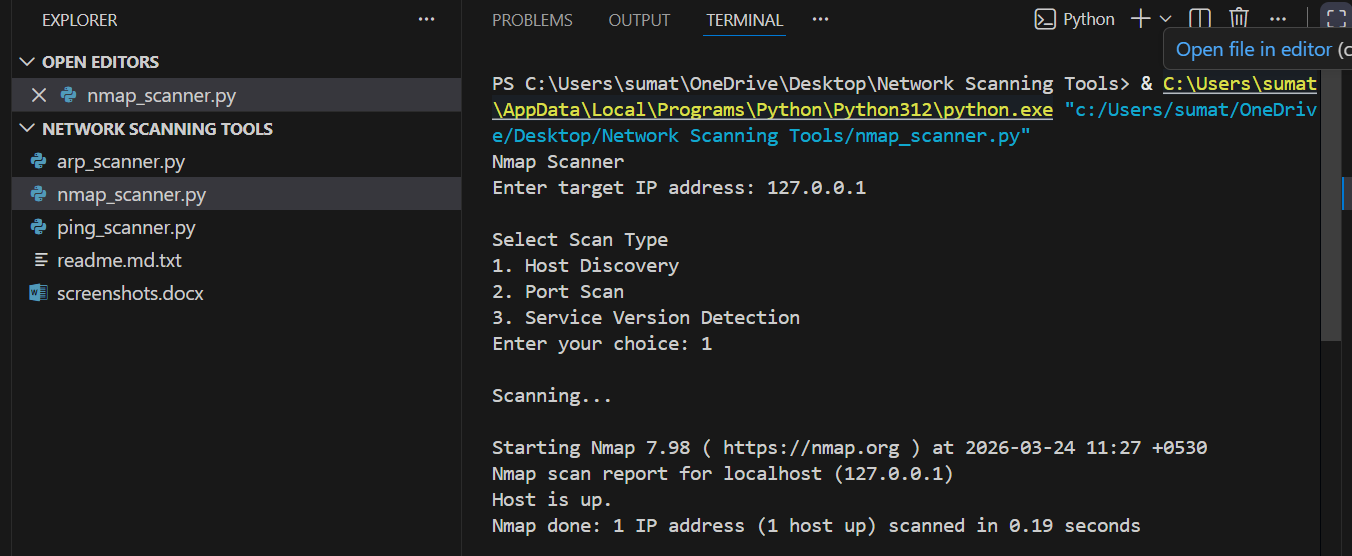 EXPLORER
OPEN EDITORS
nmap_scanner.py
NETWORK SCANNING TOOLS
arp_scanner.py
nmap_scanner.py
ping_scanner.py
readme.md.txt
screenshots.docx
PROBLEMS OUTPUT TERMINAL
Python
Open file in editor (c
PS C:\Users\sumat\OneDrive\Desktop\Network Scanning Tools> & C:\Users\sumat
\AppData\Local\Programs\Python\Python312\python.exe "c:/Users/sumat/OneDriv
e/Desktop/Network Scanning Tools/nmap_scanner.py"
Nmap Scanner
Enter target IP address: 127.0.0.1
Select Scan Type
1. Host Discovery
2. Port Scan
3. Service Version Detection
Enter your choice: 1
Scanning...
Starting Nmap 7.98 ( https://nmap.org ) at 2026-03-24 11:27 +0530
Nmap scan report for localhost (127.0.0.1)
Host is up.
Nmap done: 1 IP address (1 host up) scanned in 0.19 seconds